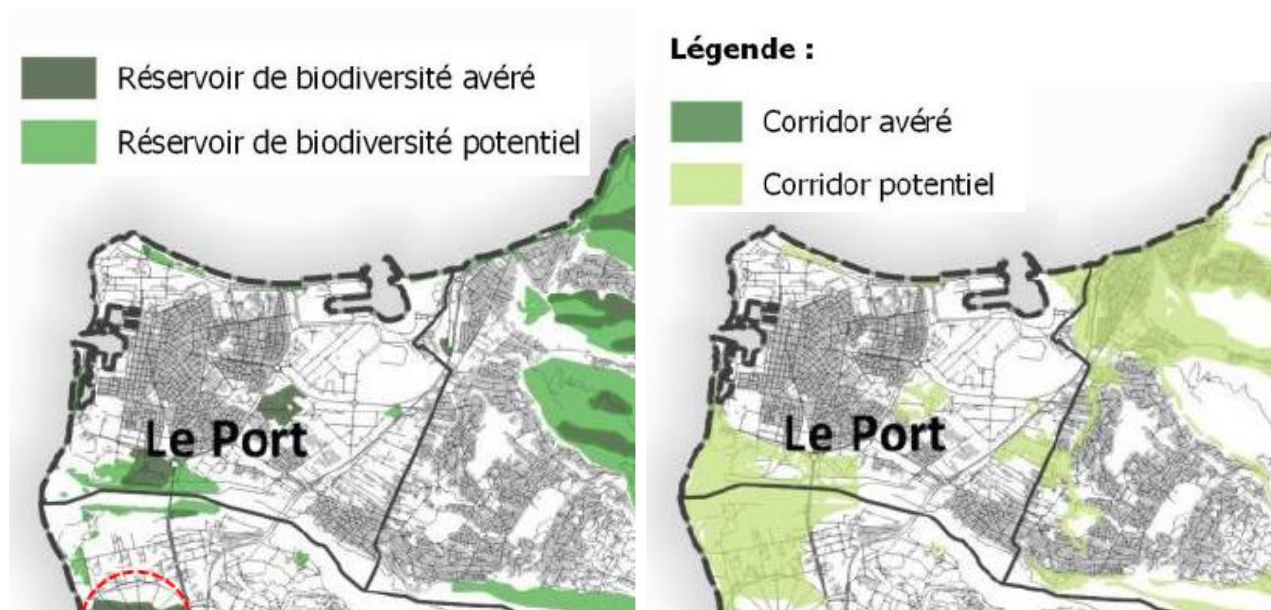 Réservoir de biodiversité avéré
Réservoir de biodiversité potentiel
Le Port
Légende :
Corridor avéré
Corridor potentiel
Le Port